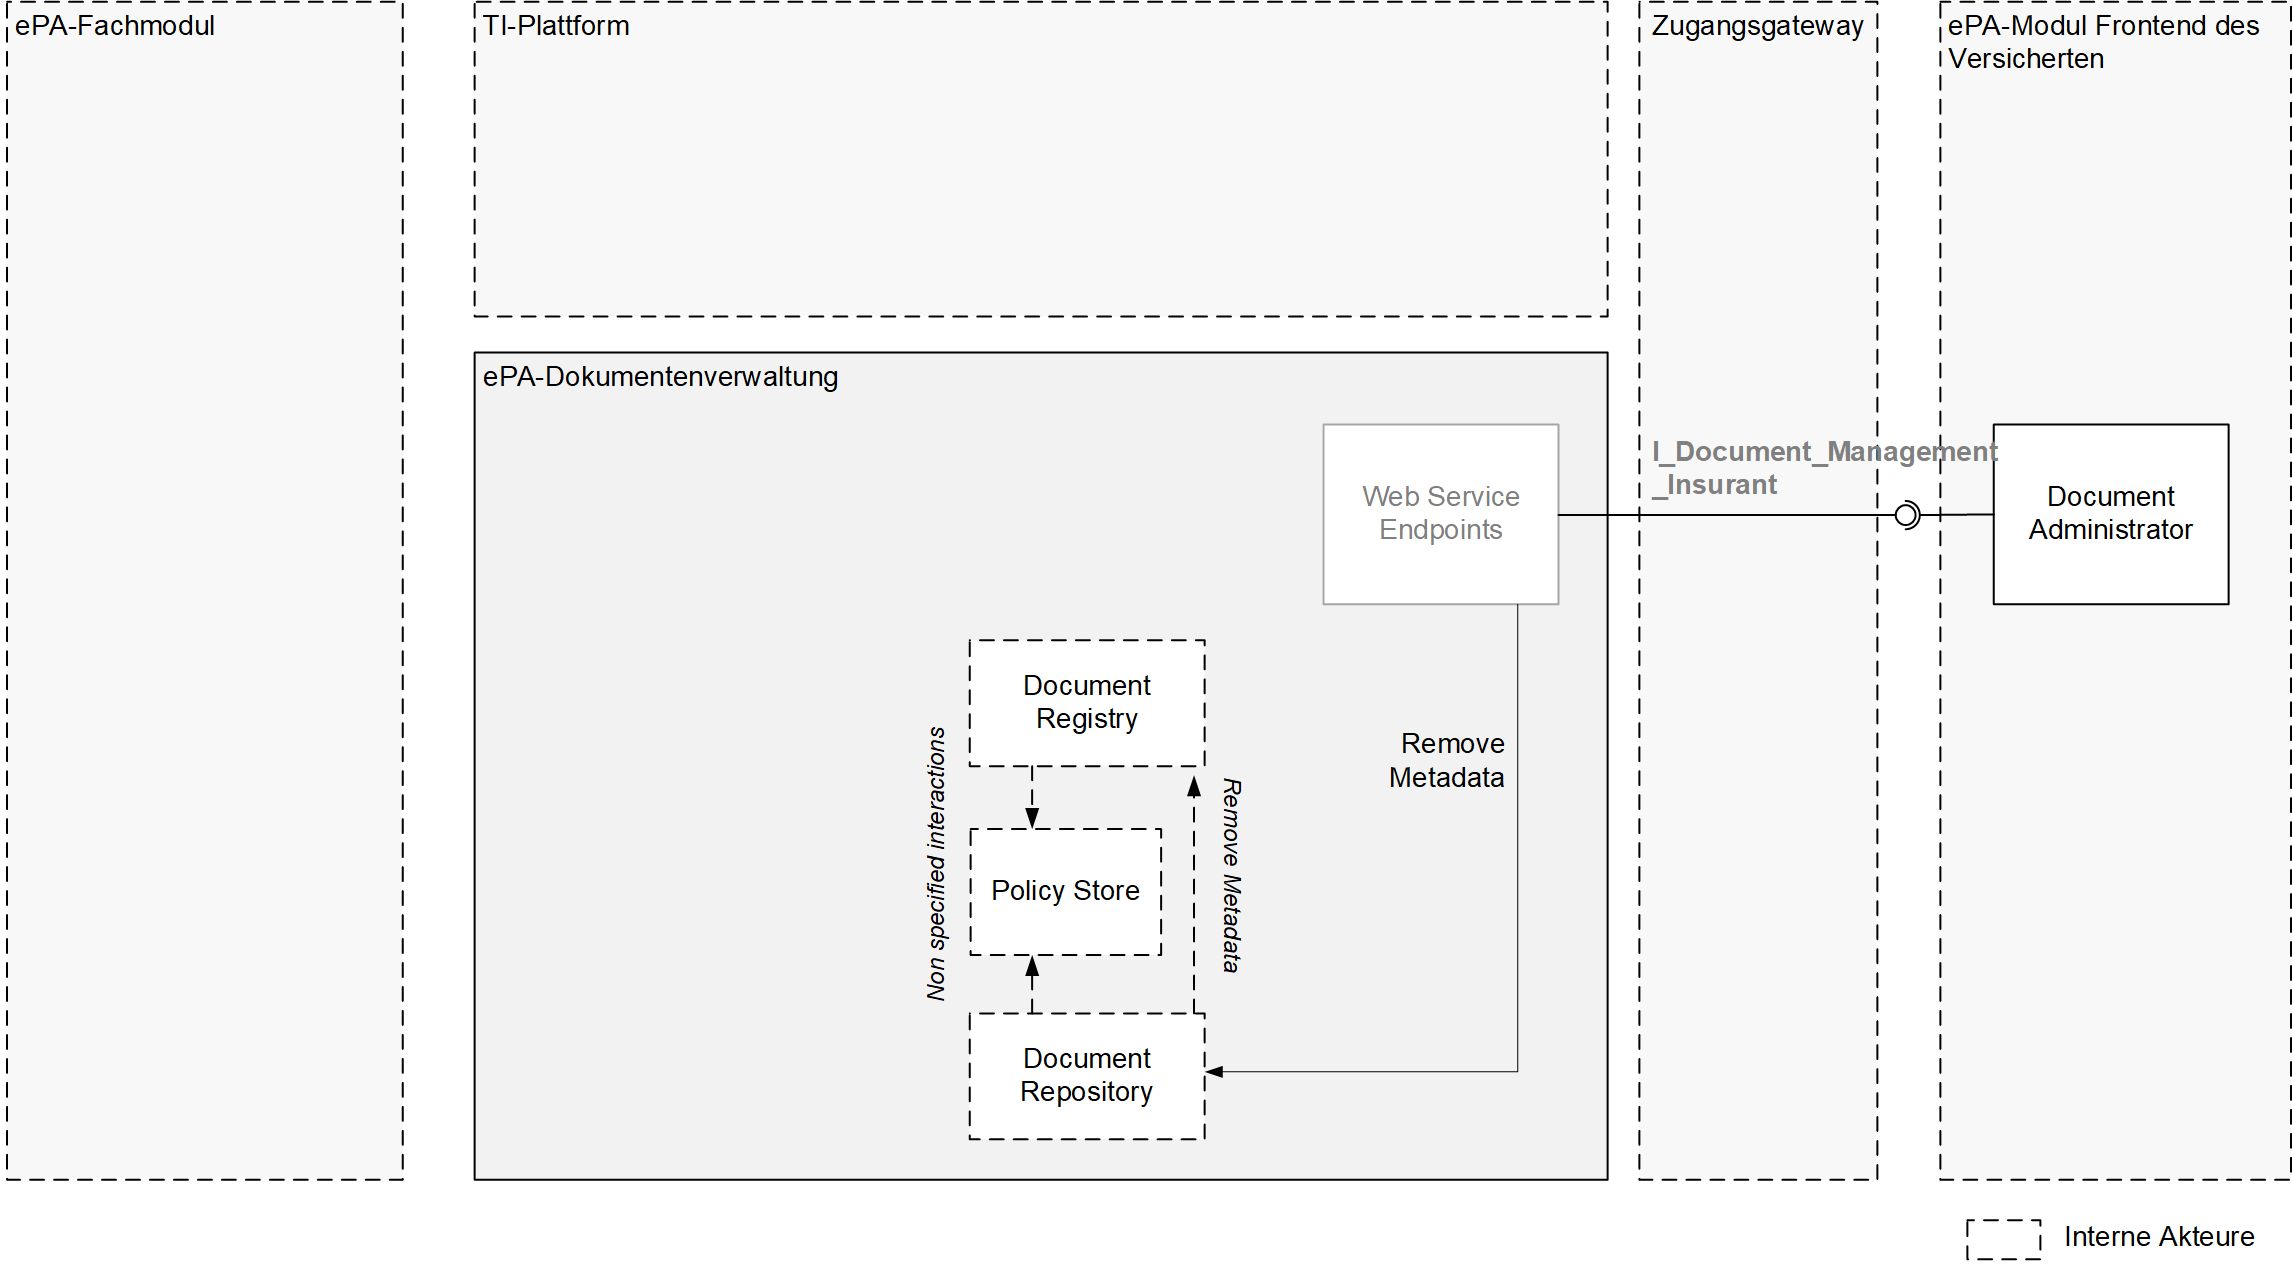 ePA-Fachmodul
TI-Plattform
Zugangsgateway
ePA-Modul Frontend des
Versicherten
ePA-Dokumentenverwaltung
I_Document_Management
_Insurant
Web Service
Endpoints
Document
Administrator
Document
Registry
Non specified interactions
Remove Metadata
Remove
Metadata
Policy Store
Document
Repository
Interne Akteure